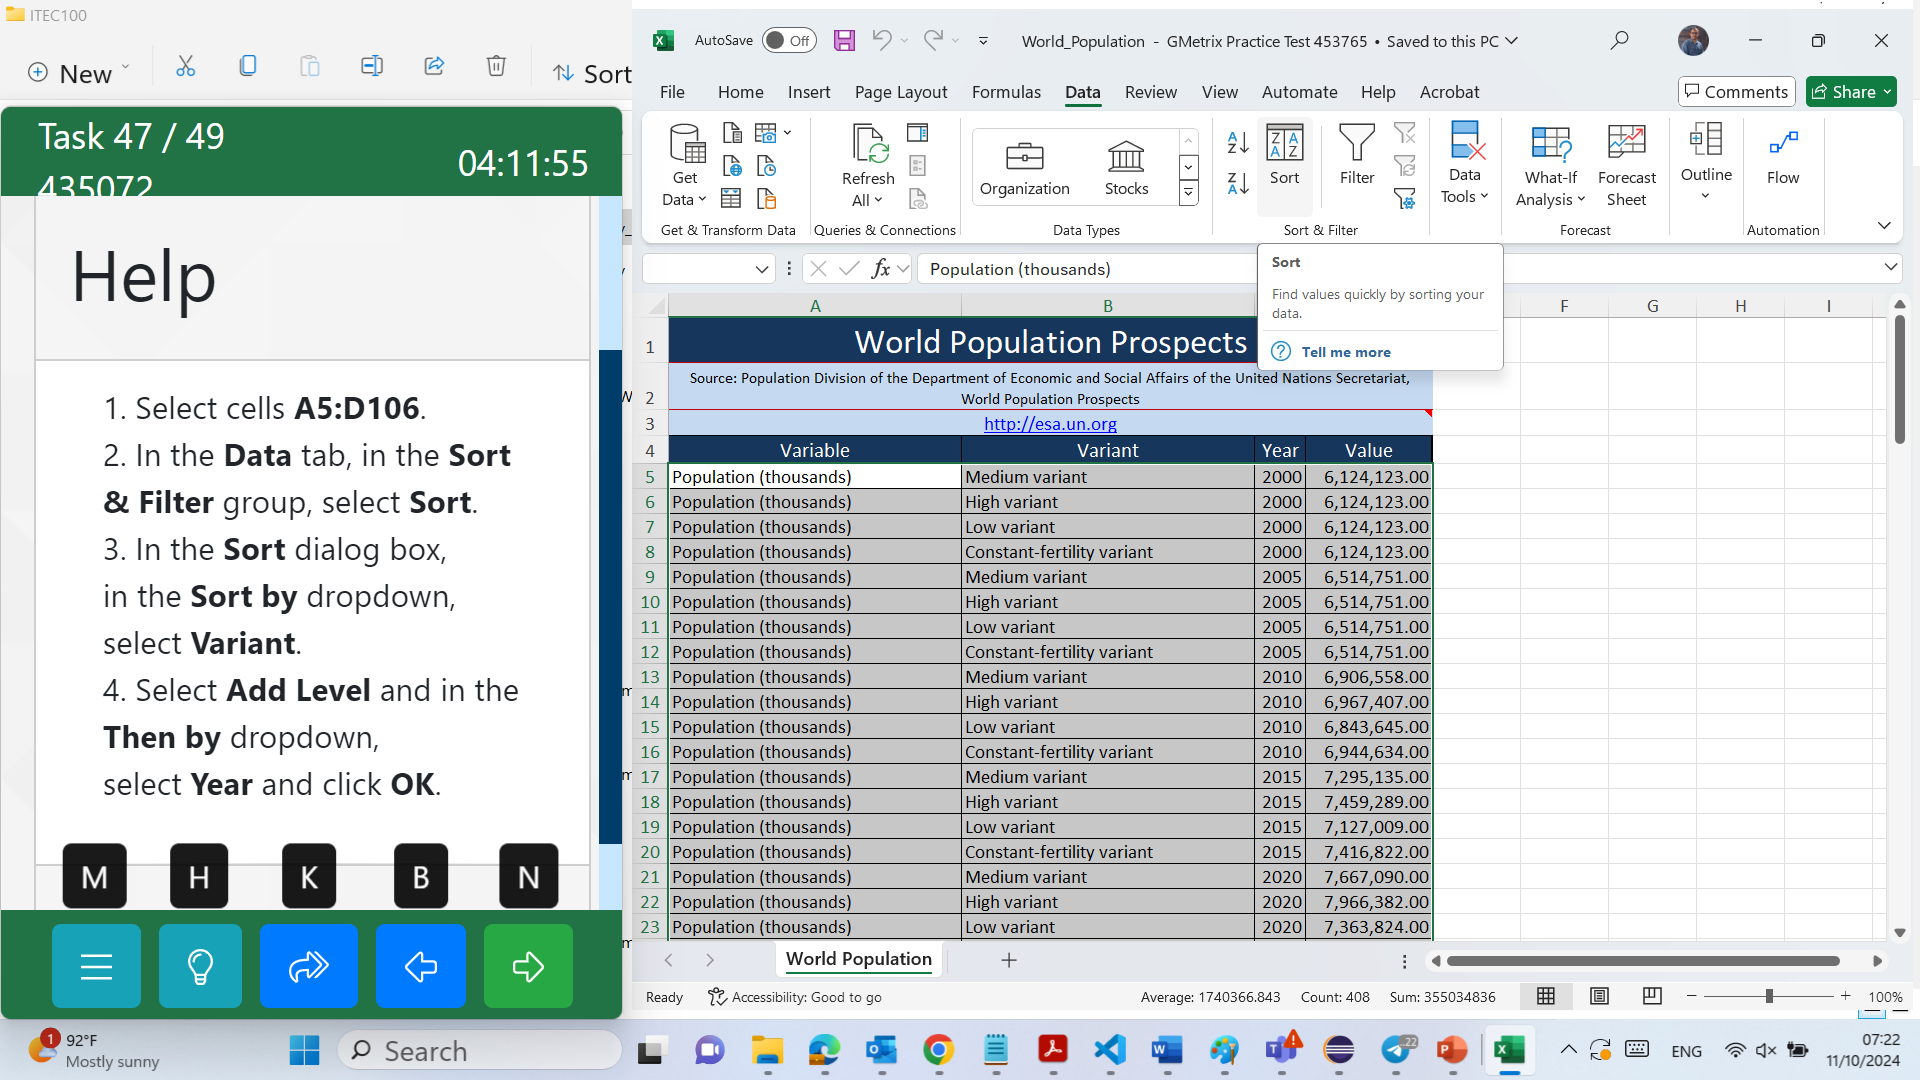 ITEC100
New
Sort
Task 47 / 49
435072
04:11:55
Help
1. Select cells A5:D106.
2. In the Data tab, in the Sort
& Filter group, select Sort.
3. In the Sort dialog box,
in the Sort by dropdown,
select Variant.
4. Select Add Level and in the
Then by dropdown,
select Year and click OK.
M H K B N
AutoSave Off
World_Population - GMetrix Practice Test 453765 • Saved to this PC
File Home Insert Page Layout Formulas Data Review View Automate Help Acrobat
Comments Share
Get
Data
Refresh
All
Organization Stocks
Sort Filter
Data
Tools
What-If
Analysis
Forecast
Sheet
Outline
Flow
Get & Transform Data Queries & Connections Data Types Sort & Filter Forecast Automation
fx Population (thousands)
Sort
Find values quickly by sorting your
data.
Tell me more
A B F G H I
1 World Population Prospects
2 Source: Population Division of the Department of Economic and Social Affairs of the United Nations Secretariat,
World Population Prospects
3 http://esa.un.org
4 Variable Variant Year Value
5 Population (thousands) Medium variant 2000 6,124,123.00
6 Population (thousands) High variant 2000 6,124,123.00
7 Population (thousands) Low variant 2000 6,124,123.00
8 Population (thousands) Constant-fertility variant 2000 6,124,123.00
9 Population (thousands) Medium variant 2005 6,514,751.00
10 Population (thousands) High variant 2005 6,514,751.00
11 Population (thousands) Low variant 2005 6,514,751.00
12 Population (thousands) Constant-fertility variant 2005 6,514,751.00
13 Population (thousands) Medium variant 2010 6,906,558.00
14 Population (thousands) High variant 2010 6,967,407.00
15 Population (thousands) Low variant 2010 6,843,645.00
16 Population (thousands) Constant-fertility variant 2010 6,944,634.00
17 Population (thousands) Medium variant 2015 7,295,135.00
18 Population (thousands) High variant 2015 7,459,289.00
19 Population (thousands) Low variant 2015 7,127,009.00
20 Population (thousands) Constant-fertility variant 2015 7,416,822.00
21 Population (thousands) Medium variant 2020 7,667,090.00
22 Population (thousands) High variant 2020 7,966,382.00
23 Population (thousands) Low variant 2020 7,363,824.00
World Population
Ready Accessibility: Good to go Average: 1740366.843 Count: 408 Sum: 355034836 100%
1
92°F
Mostly sunny
Search
.22
ENG
07:22
11/10/2024